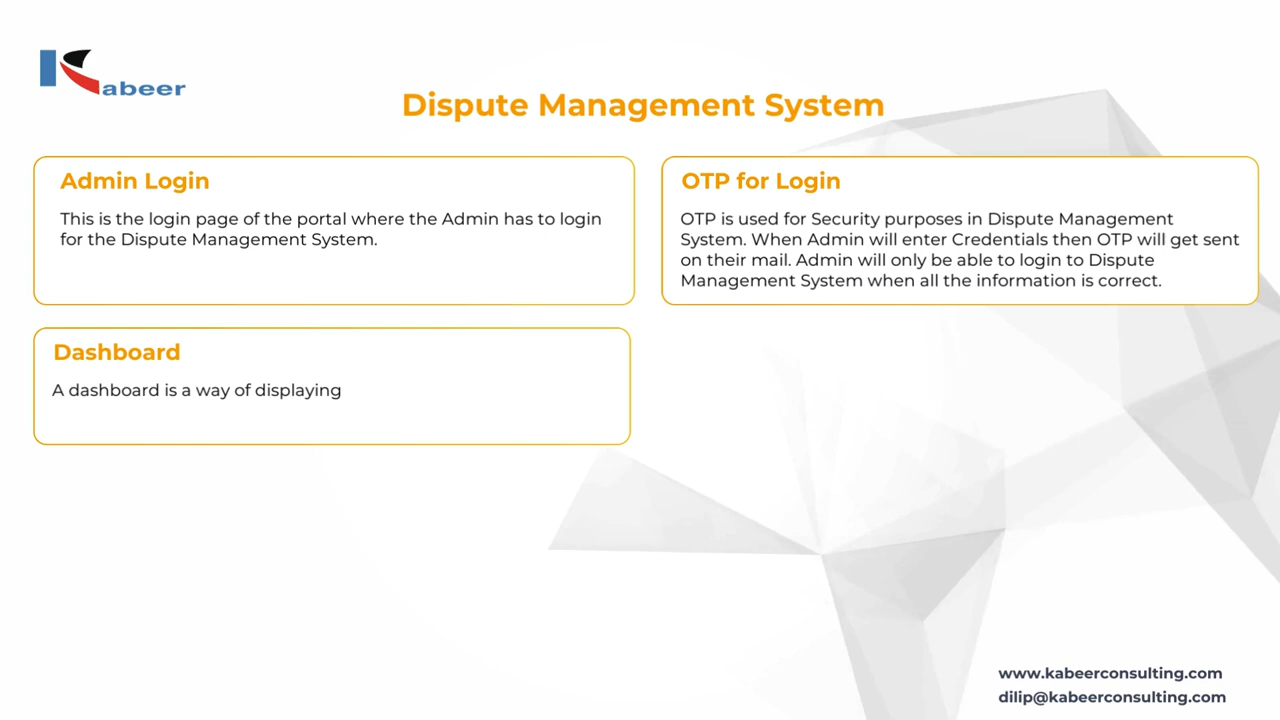 Kabeer
Dispute Management System
Admin Login
This is the login page of the portal where the Admin has to login
for the Dispute Management System.
OTP for Login
OTP is used for Security purposes in Dispute Management
System. When Admin will enter Credentials then OTP will get sent
on their mail. Admin will only be able to login to Dispute
Management System when all the information is correct.
Dashboard
A dashboard is a way of displaying
www.kabeerconsulting.com
dilip@kabeerconsulting.com